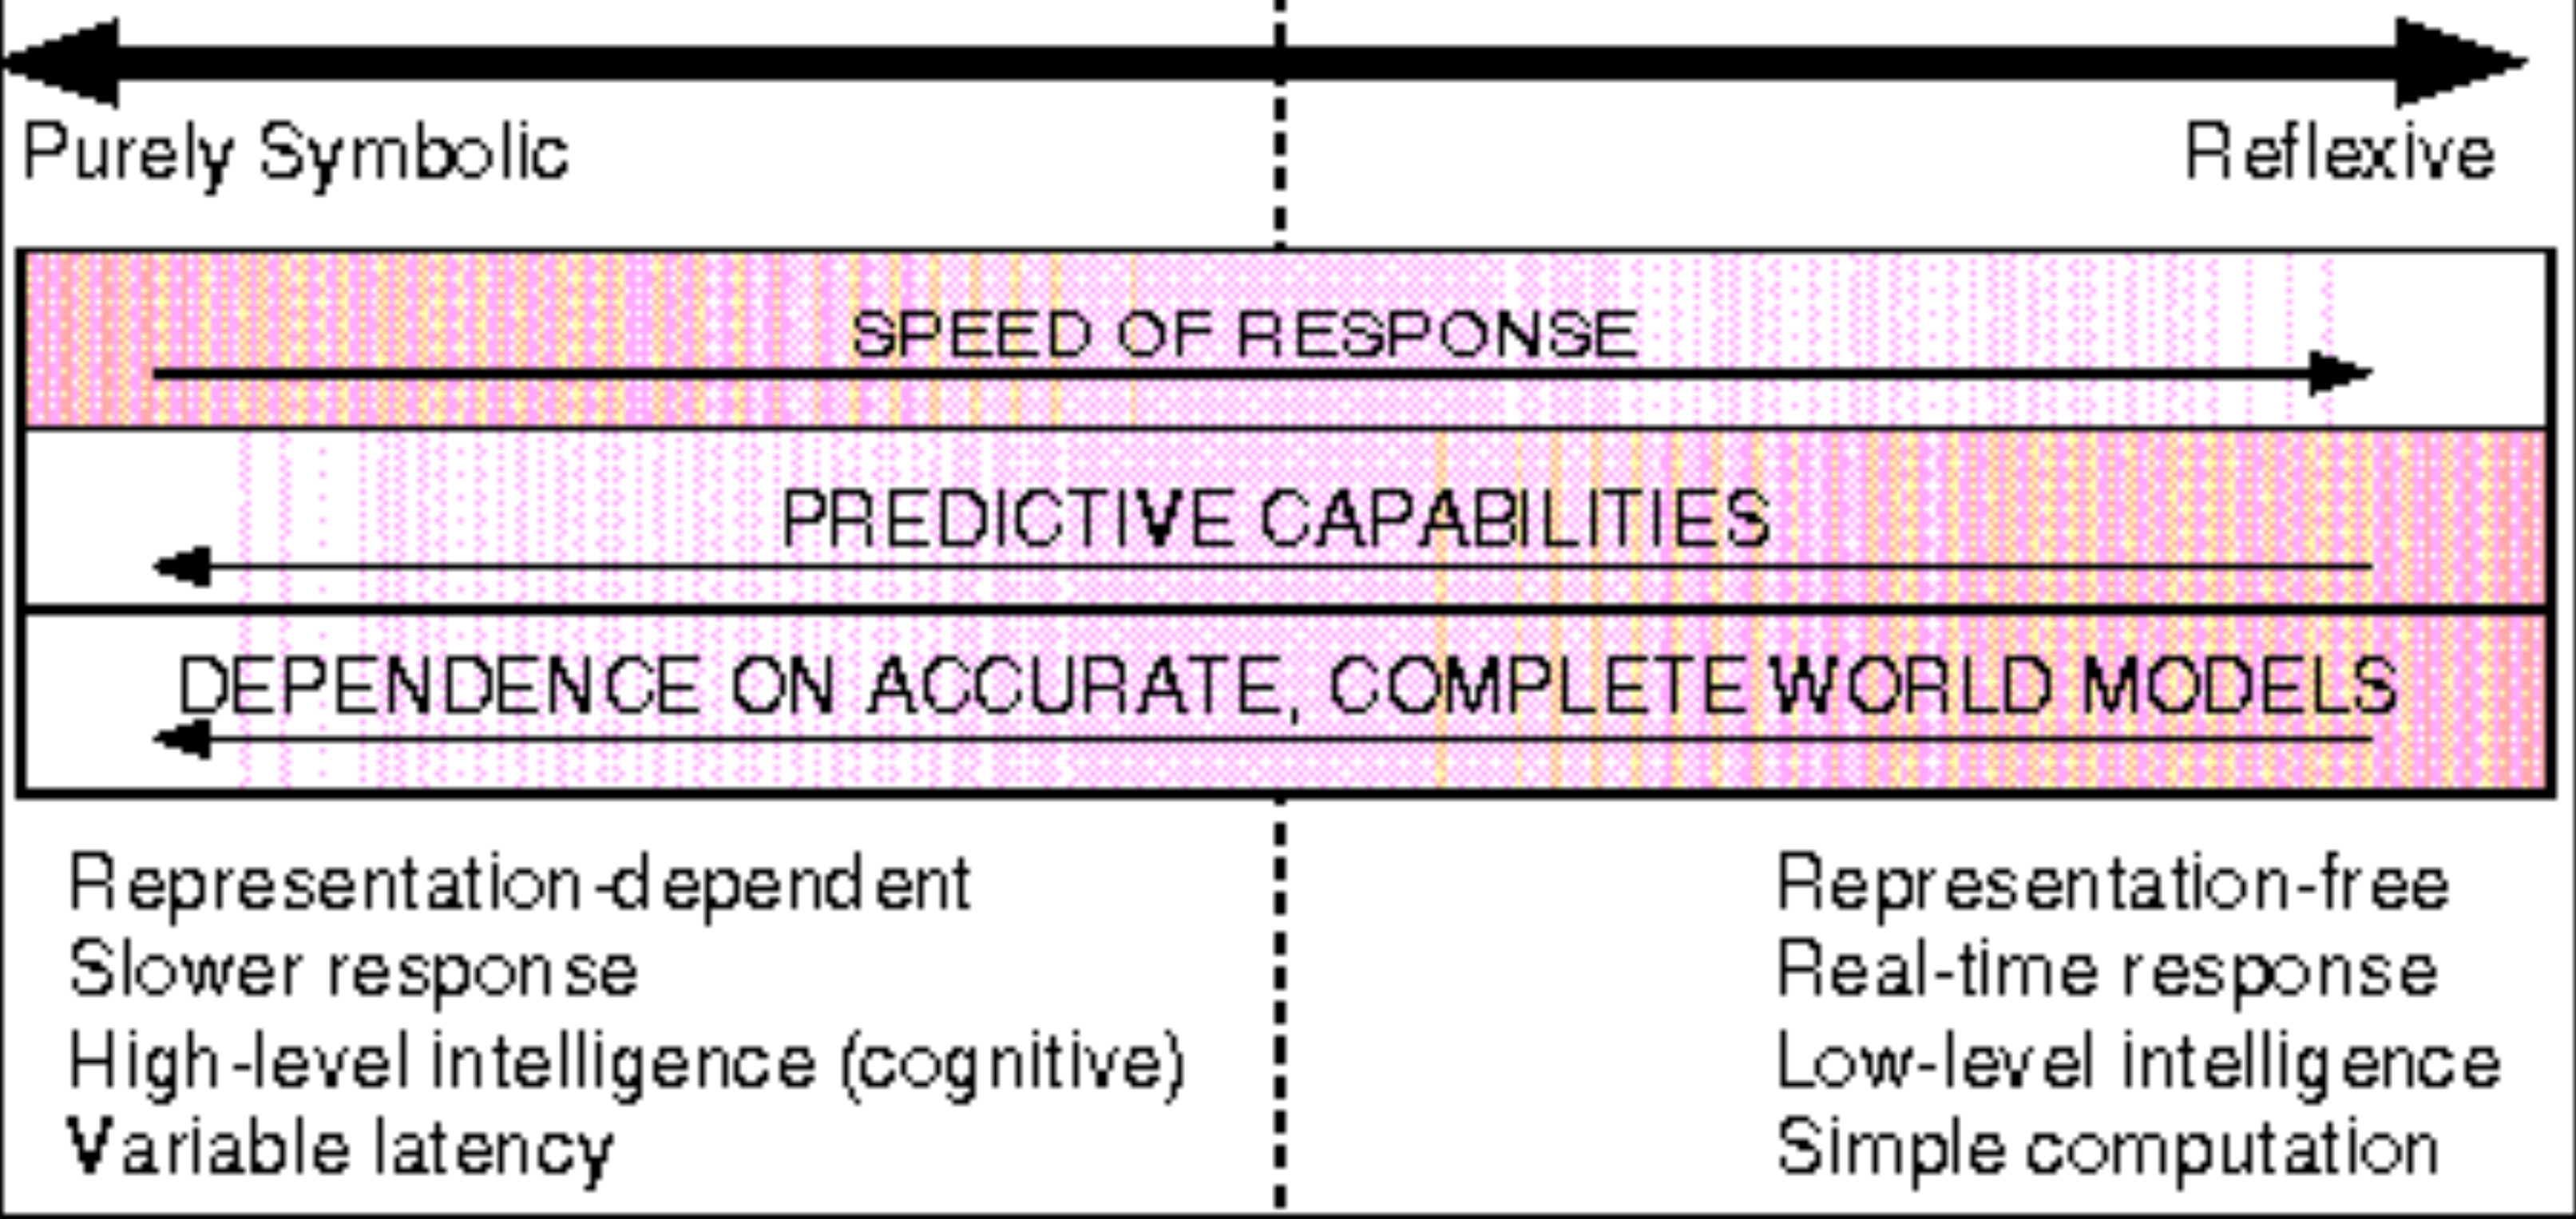 Purely Symbolic
Reflexive
SPEED OF RESPONSE
PREDICTIVE CAPABILITIES
DEPENDENCE ON ACCURATE, COMPLETE WORLD MODELS
Representation-dependent
Slower response
High-level intelligence (cognitive)
Variable latency
Representation-free
Real-time response
Low-level intelligence
Simple computation